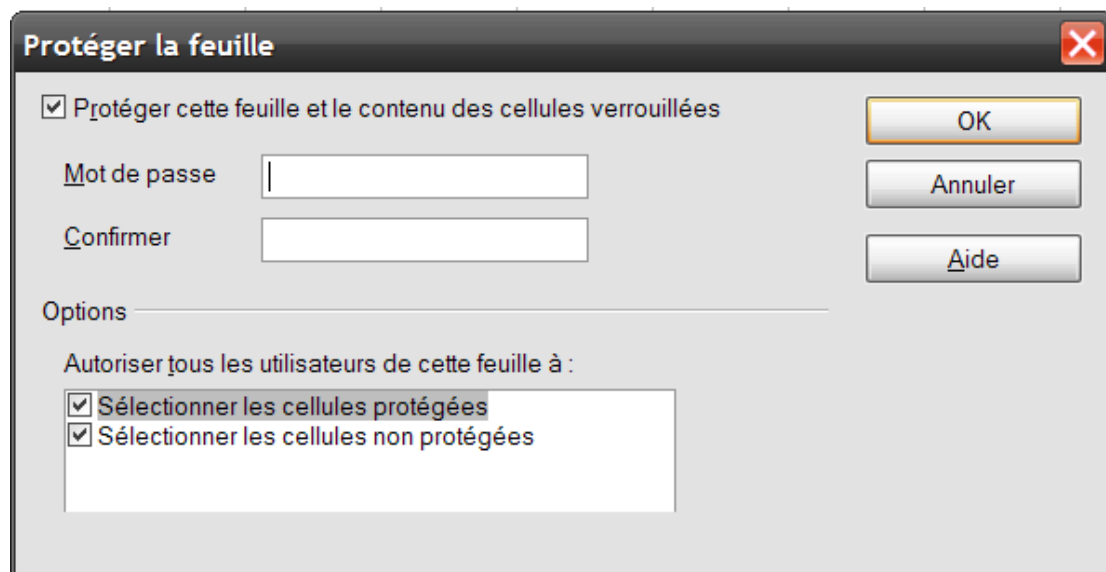 Protéger la feuille
Protéger cette feuille et le contenu des cellules verrouillées
OK
Mot de passe
Annuler
Confirmer
Aide
Options
Autoriser tous les utilisateurs de cette feuille à :
Sélectionner les cellules protégées
Sélectionner les cellules non protégées